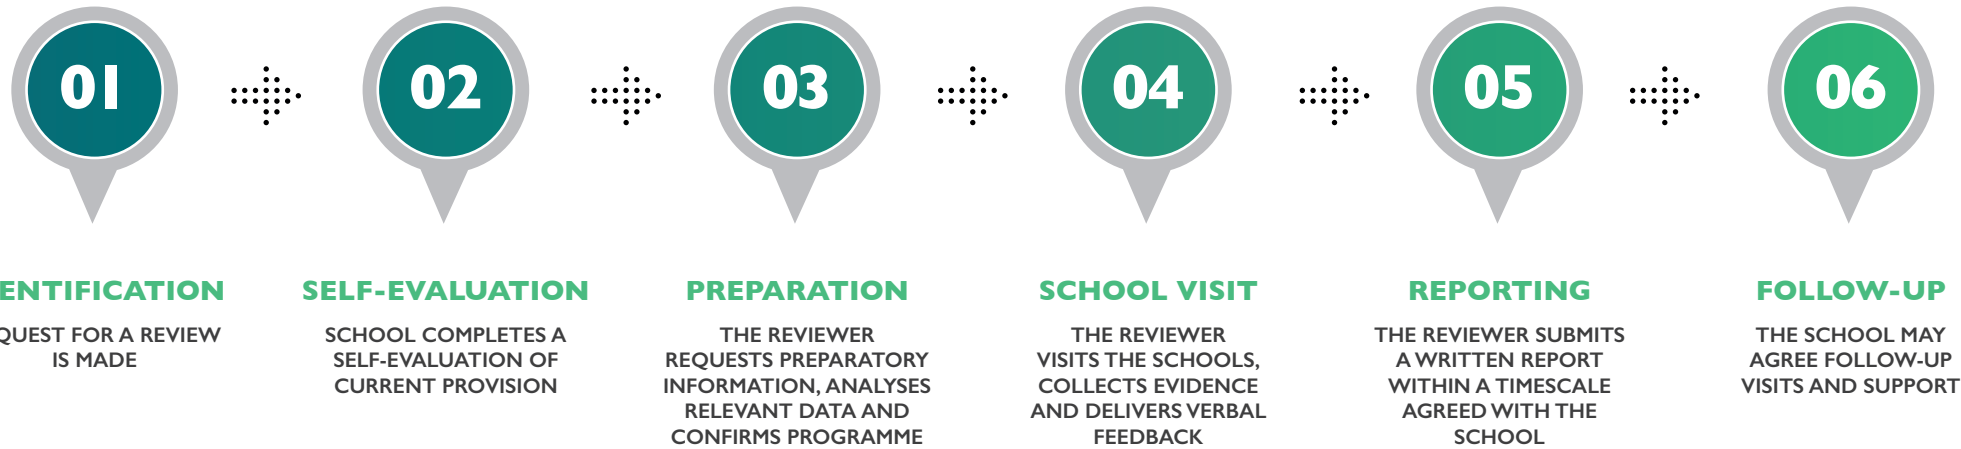 01
02
03
04
05
06
ENTIFICATION
QUEST FOR A REVIEW
IS MADE
SELF-EVALUATION
SCHOOL COMPLETES A
SELF-EVALUATION OF
CURRENT PROVISION
PREPARATION
THE REVIEWER
REQUESTS PREPARATORY
INFORMATION, ANALYSES
RELEVANT DATA AND
CONFIRMS PROGRAMME
SCHOOL VISIT
THE REVIEWER
VISITS THE SCHOOLS,
COLLECTS EVIDENCE
AND DELIVERS VERBAL
FEEDBACK
REPORTING
THE REVIEWER SUBMITS
A WRITTEN REPORT
WITHIN A TIMESCALE
AGREED WITH THE
SCHOOL
FOLLOW-UP
THE SCHOOL MAY
AGREE FOLLOW-UP
VISITS AND SUPPORT